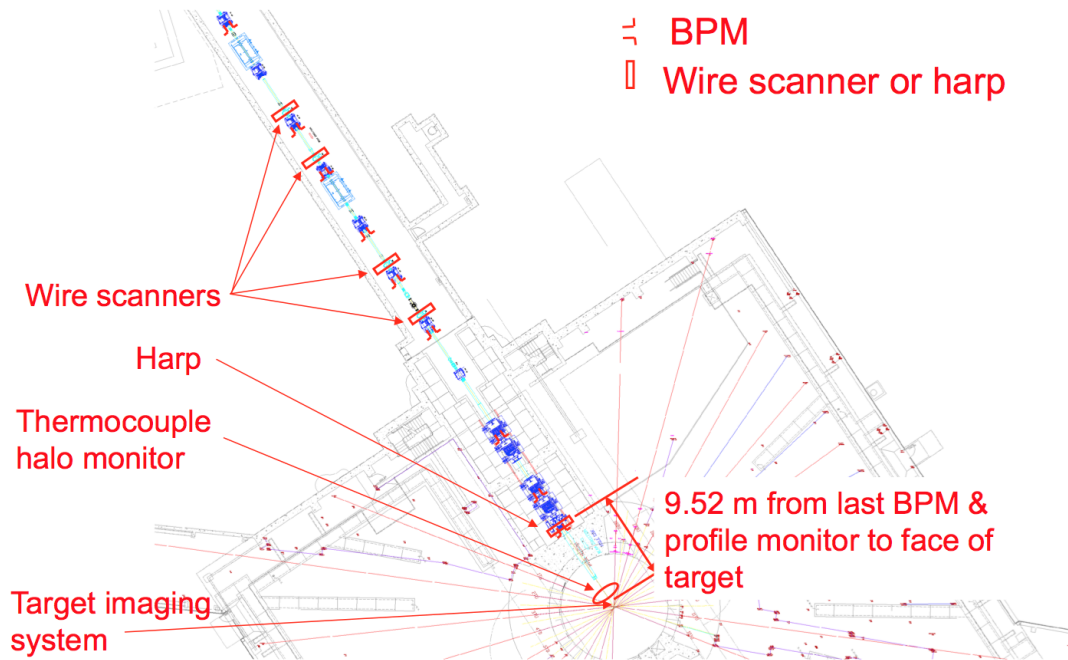 BPM
Wire scanner or harp
Wire scanners
Harp
Thermocouple
halo monitor
9.52 m from last BPM &
profile monitor to face of
target
Target imaging
system